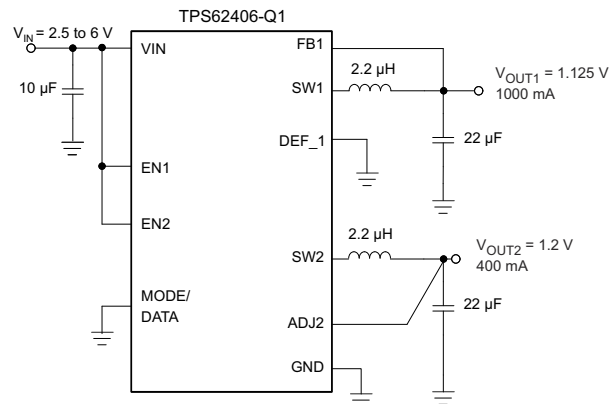 TPS62406-Q1
VIN = 2.5 to 6 V
VIN
FB1
2.2 µH
10 µF
SW1
VOUT1 = 1.125 V
1000 mA
DEF_1
22 µF
EN1
EN2
2.2 µH
SW2
VOUT2 = 1.2 V
400 mA
MODE/
DATA
22 µF
ADJ2
GND